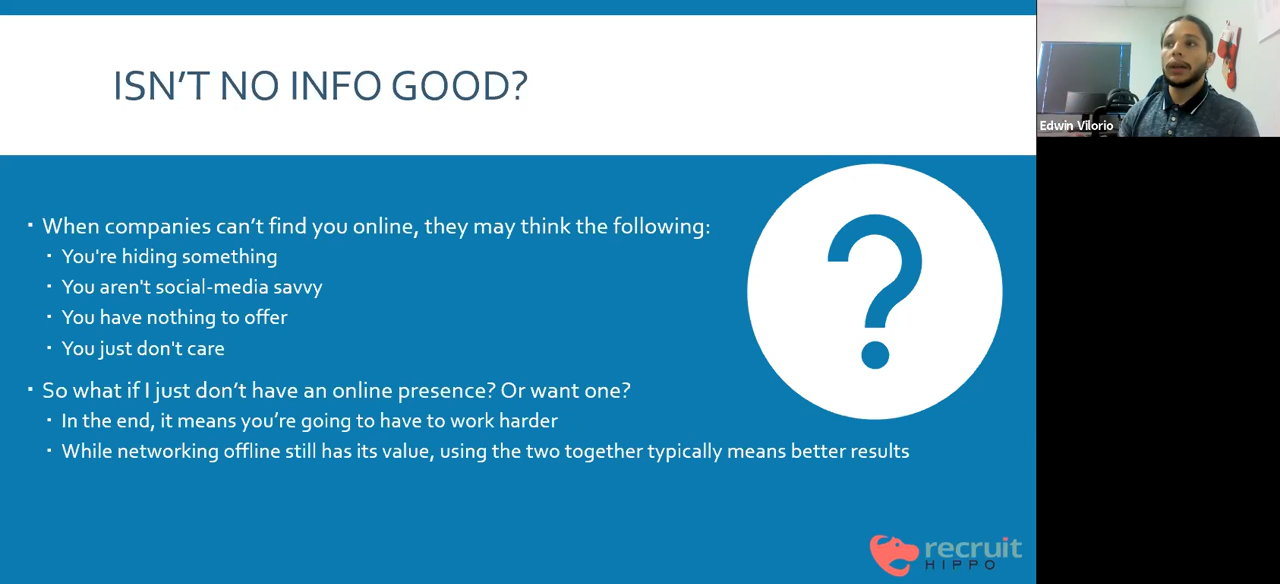 ISN'T NO INFO GOOD?
Edwin Vilorio
▪ When companies can't find you online, they may think the following:
▪ You're hiding something
▪ You aren't social-media savvy
▪ You have nothing to offer
▪ You just don't care
▪ So what if I just don't have an online presence? Or want one?
▪ In the end, it means you're going to have to work harder
▪ While networking offline still has its value, using the two together typically means better results
?
recruit
HIPPO